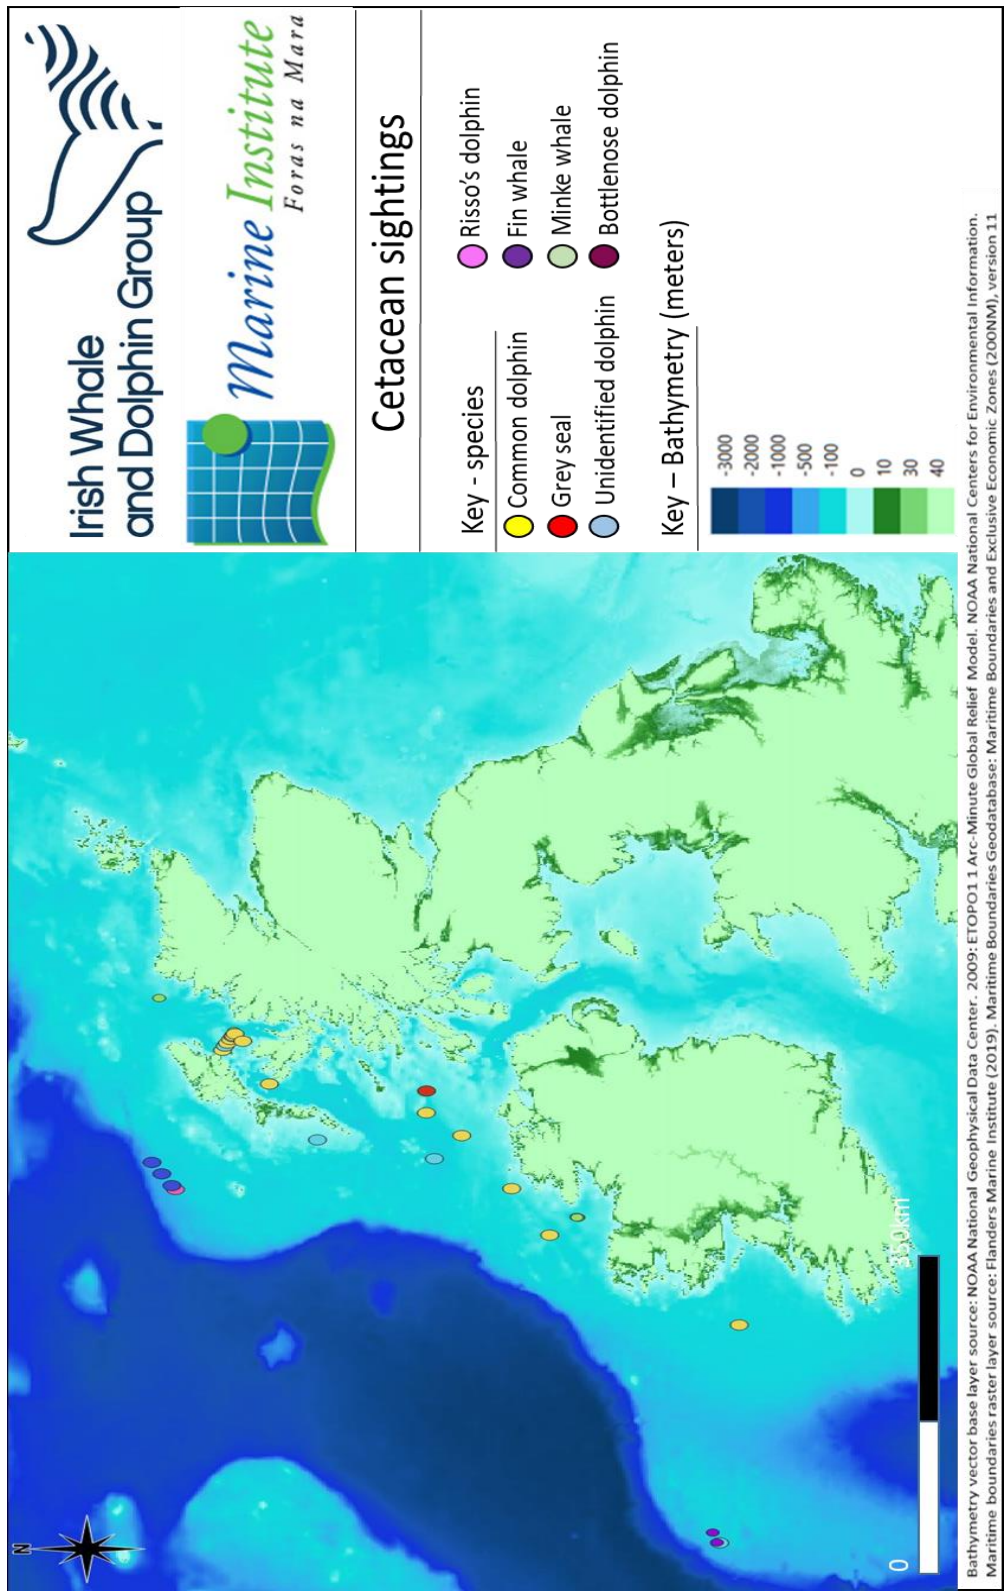 Irish Whale
and Dolphin Group
Marine Institute
Foras na Mara
Cetacean sightings
Key - species
Common dolphin
Grey seal
Unidentified dolphin
Risso's dolphin
Fin whale
Minke whale
Bottlenose dolphin
Key – Bathymetry (meters)
-3000
-2000
-1000
-500
-100
0
10
30
40
N
0
350km
Bathymetry vector base layer source: NOAA National Geophysical Data Center. 2009: ETOPO1 1 Arc-Minute Global Relief Model. NOAA National Centers for Environmental Information.
Maritime boundaries raster layer source: Flanders Marine Institute (2019). Maritime Boundaries Geodatabase: Maritime Boundaries and Exclusive Economic Zones (200NM), version 11